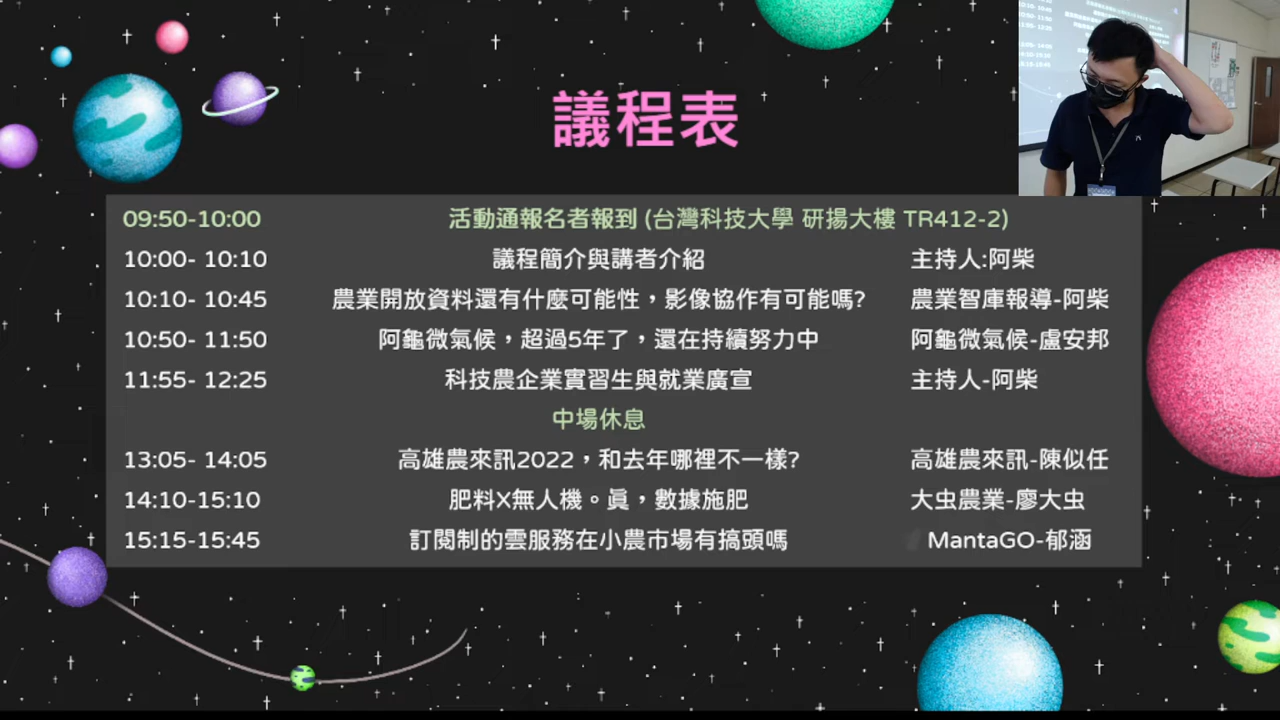 議程表
09:50-10:00 活動通報名者報到 (台灣科技大學 研揚大樓 TR412-2)
10:00- 10:10 議程簡介與講者介紹 主持人:阿柴
10:10- 10:45 農業開放資料還有什麼可能性，影像協作有可能嗎? 農業智庫報導-阿柴
10:50- 11:50 阿龜微氣候，超過5年了，還在持續努力中 阿龜微氣候-盧安邦
11:55- 12:25 科技農企業實習生與就業廣宣 主持人-阿柴
中場休息
13:05- 14:05 高雄農來訊2022，和去年哪裡不一樣? 高雄農來訊-陳似任
14:10-15:10 肥料X無人機。真，數據施肥 大虫農業-廖大虫
15:15-15:45 訂閱制的雲服務在小農市場有搞頭嗎 MantaGO-郁涵